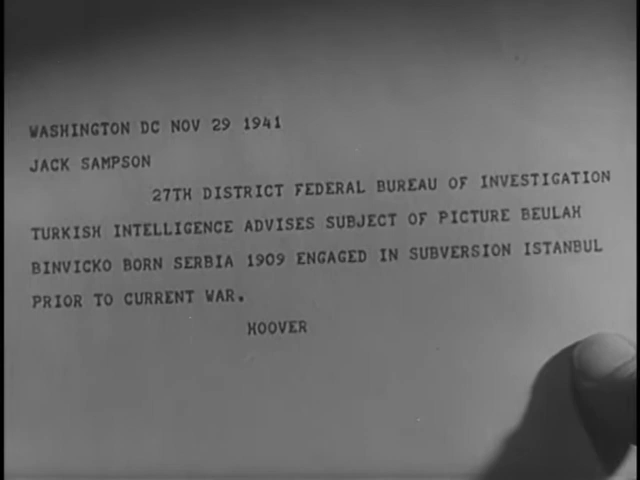 WASHINGTON DC NOV 29 1941
JACK SAMPSON
27TH DISTRICT FEDERAL BUREAU OF INVESTIGATION
TURKISH INTELLIGENCE ADVISES SUBJECT OF PICTURE BEULAH
BINVICKO BORN SERBIA 1909 ENGAGED IN SUBVERSION ISTANBUL
PRIOR TO CURRENT WAR.
HOOVER